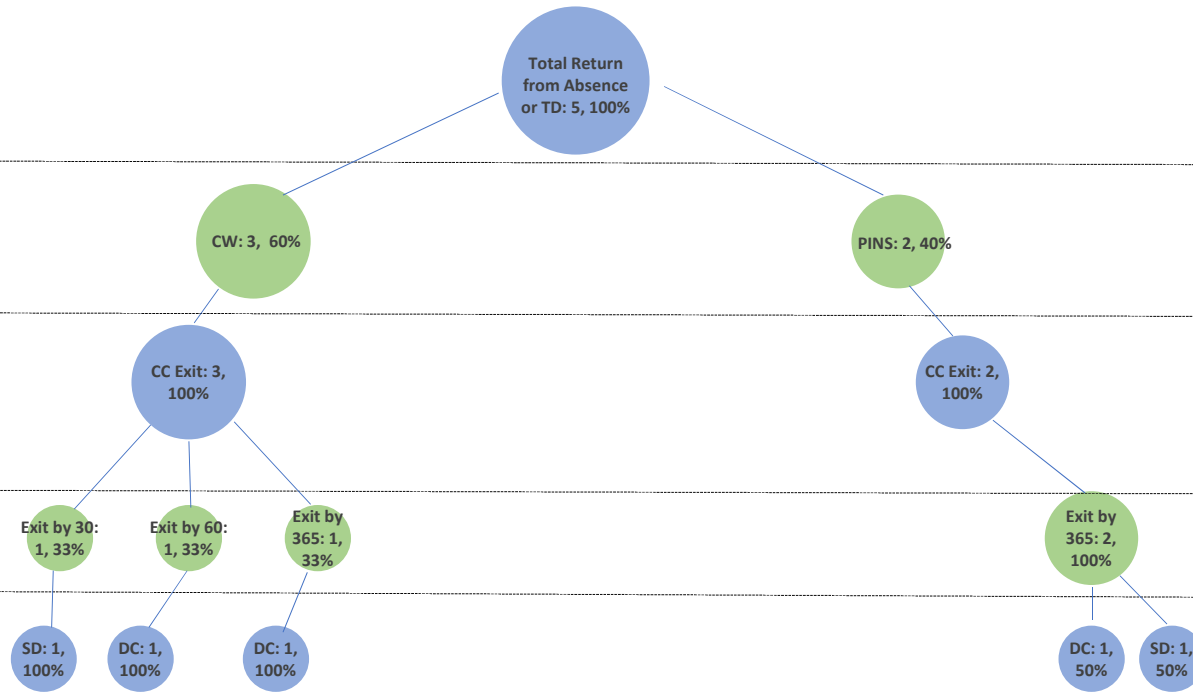 Total Return
from Absence
or TD: 5, 100%
CW: 3, 60%
PINS: 2, 40%
CC Exit: 3,
100%
CC Exit: 2,
100%
Exit by 30:
1, 33%
Exit by 60:
1, 33%
Exit by
365: 1,
33%
Exit by
365: 2,
100%
SD: 1,
100%
DC: 1,
100%
DC: 1,
100%
DC: 1,
50%
SD: 1,
50%